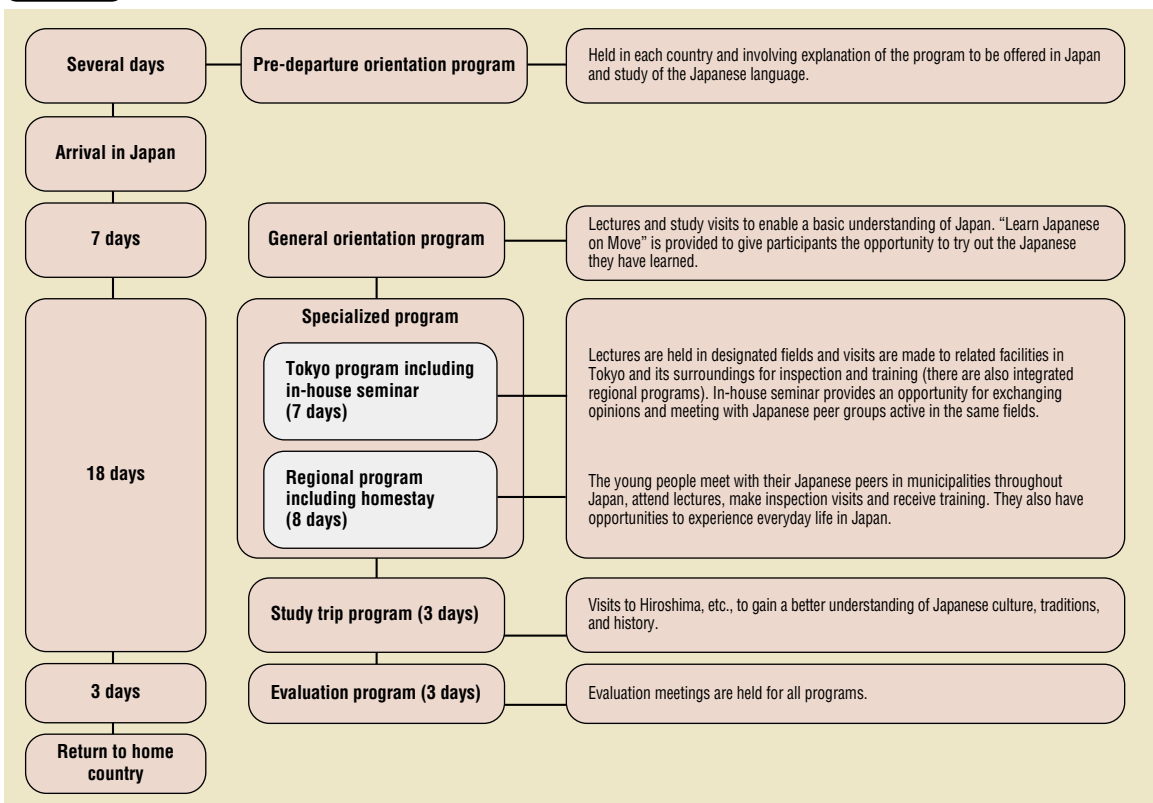 Several days
Pre-departure orientation program
Held in each country and involving explanation of the program to be offered in Japan
and study of the Japanese language.
Arrival in Japan
7 days
General orientation program
Lectures and study visits to enable a basic understanding of Japan. “Learn Japanese
on Move” is provided to give participants the opportunity to try out the Japanese
they have learned.
18 days
Specialized program
Tokyo program including
in-house seminar
(7 days)
Lectures are held in designated fields and visits are made to related facilities in
Tokyo and its surroundings for inspection and training (there are also integrated
regional programs). In-house seminar provides an opportunity for exchanging
opinions and meeting with Japanese peer groups active in the same fields.
Regional program
including homestay
(8 days)
The young people meet with their Japanese peers in municipalities throughout
Japan, attend lectures, make inspection visits and receive training. They also have
opportunities to experience everyday life in Japan.
Study trip program (3 days)
Visits to Hiroshima, etc., to gain a better understanding of Japanese culture, traditions,
and history.
3 days
Evaluation program (3 days)
Evaluation meetings are held for all programs.
Return to home
country